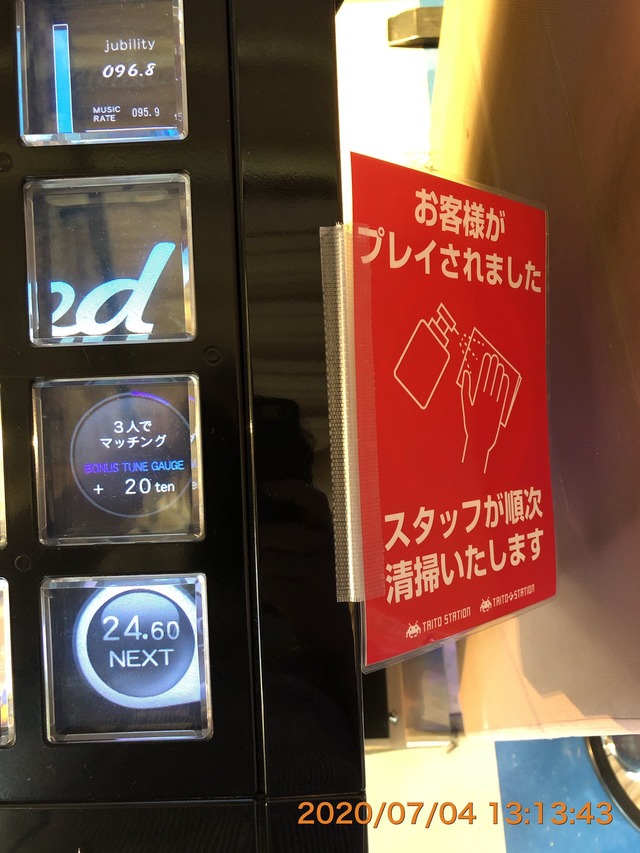 jubility
096.8
MUSIC
RATE 095.9
ed
3人で
マッチング
BONUS TUNE GAUGE
+ 20ten
24.60
NEXT
お客様が
プレイされました
スタッフが順次
清掃いたします
TAITO STATION TAITO STATION
2020/07/04 13:13:43